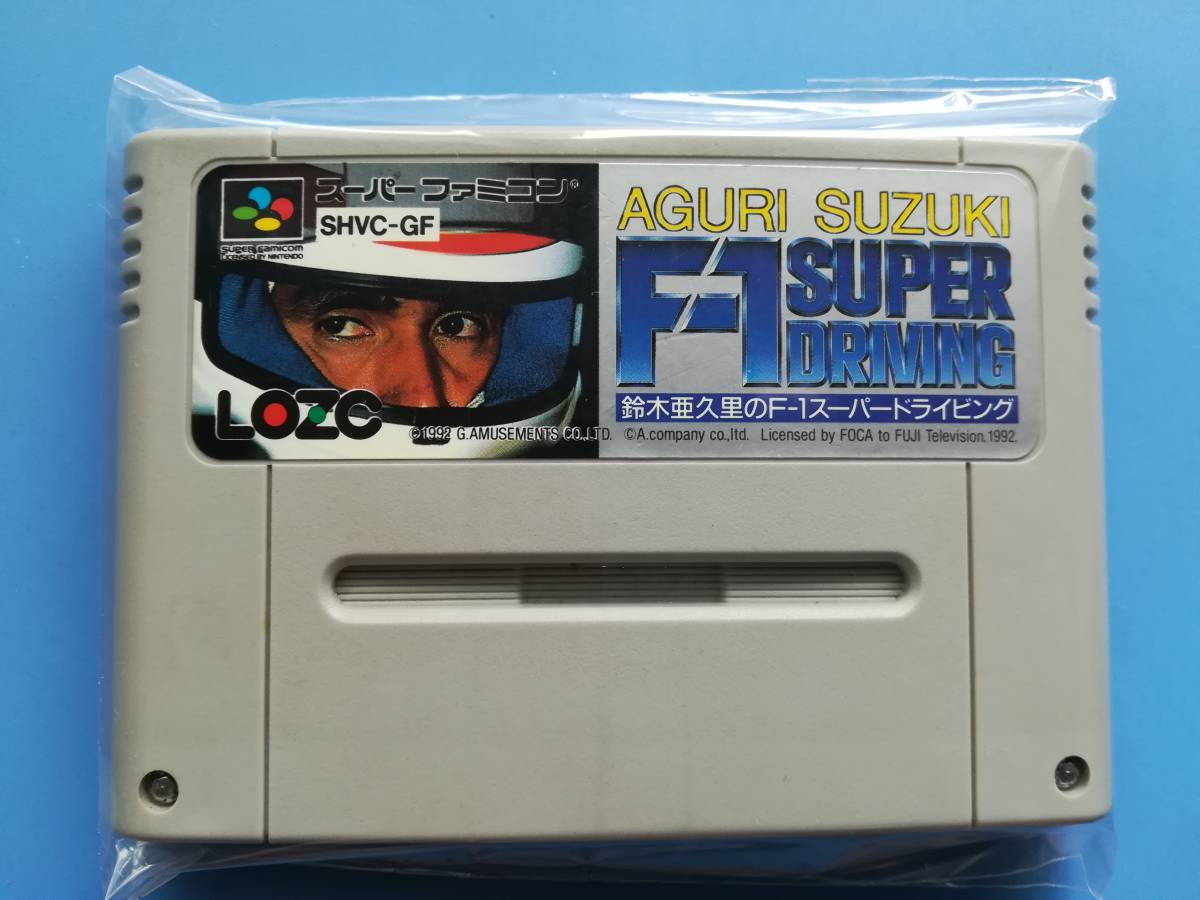 スーパーファミコン®
SHVC-GF
SUPER Famicom
LICENSED BY NINTENDO
AGURI SUZUKI
F-1 SUPER DRIVING
鈴木亜久里のF-1スーパードライビング
LOZC
©1992 G.AMUSEMENTS CO.,LTD. ©A.company co.,ltd. Licensed by FOCA to FUJI Television.1992.